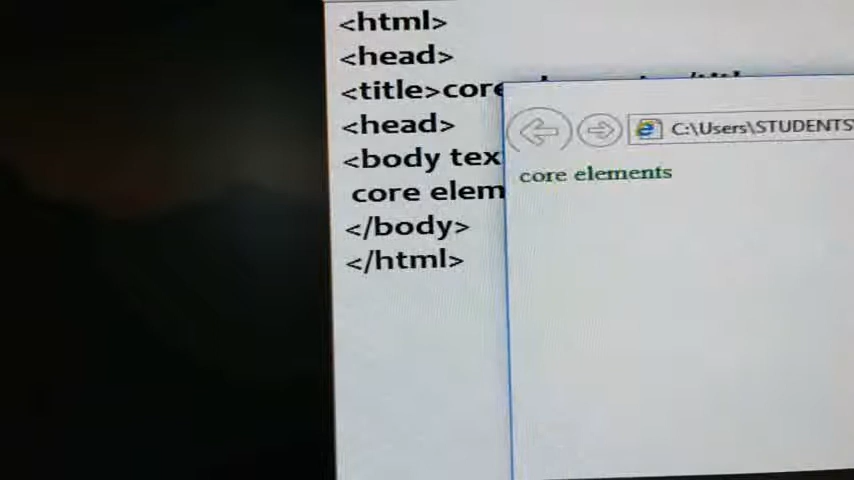 <html>
<head>
<title>core
<head>
<body tex
core elem
</body>
</html>
C:\Users\STUDENTS
core elements